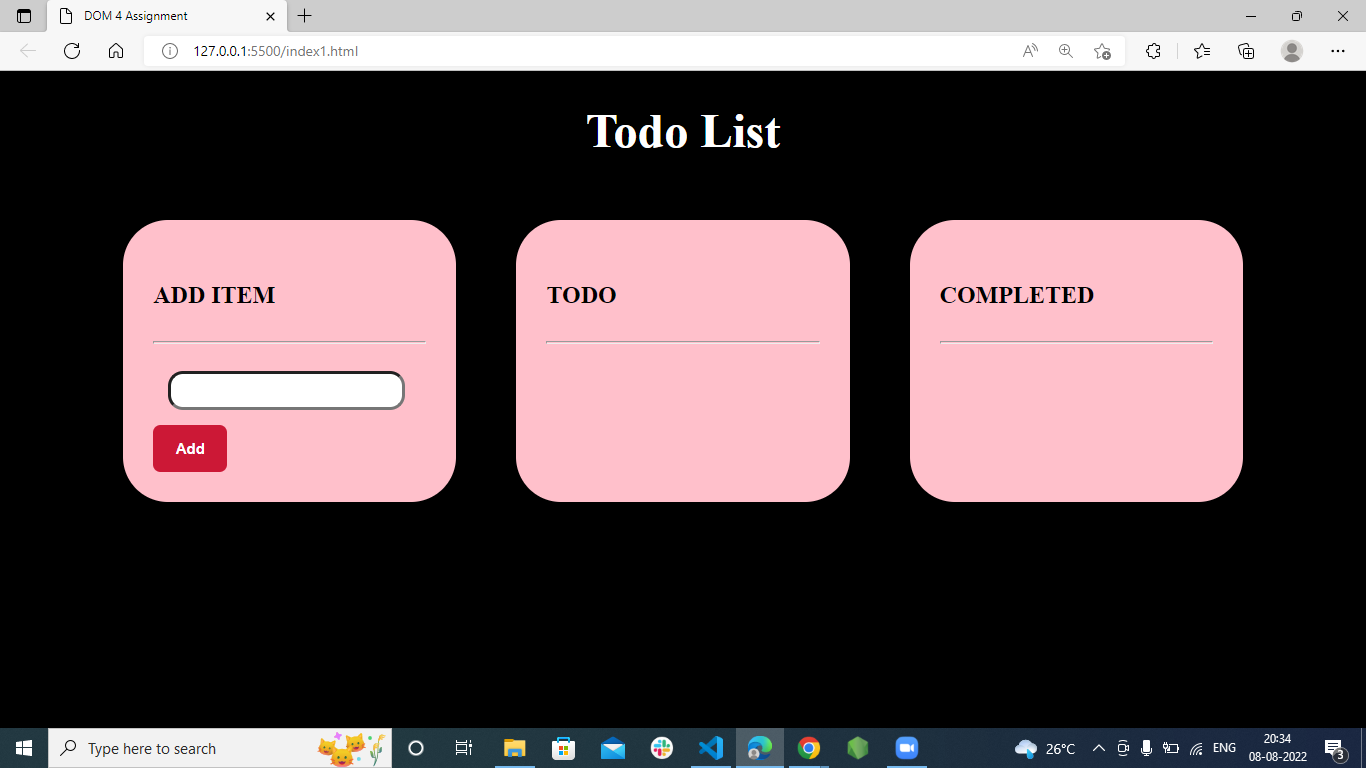 DOM 4 Assignment
127.0.0.1:5500/index1.html
Todo List
ADD ITEM
TODO
COMPLETED
Add
Type here to search
26°C
ENG
20:34
08-08-2022
3